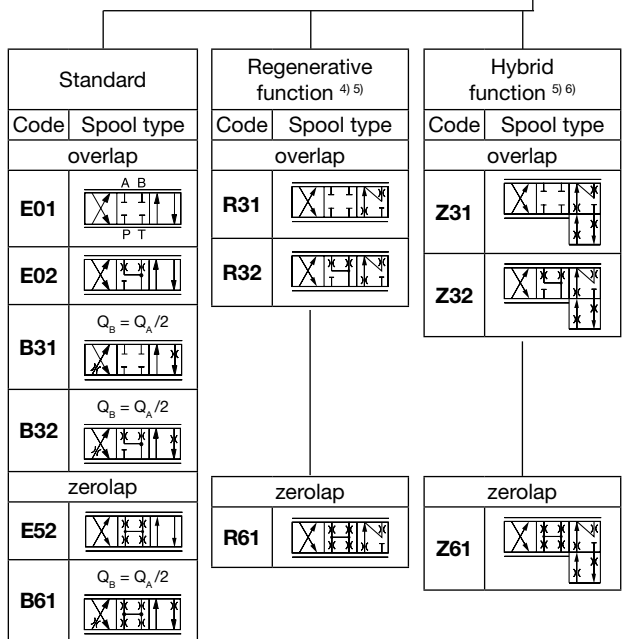 Standard
Code Spool type
overlap
E01 A B
P T
E02
B31 Q_B = Q_A/2
B32 Q_B = Q_A/2
zerolap
E52
B61 Q_B = Q_A/2
Regenerative
function 4) 5)
Code Spool type
overlap
R31
R32
zerolap
R61
Hybrid
function 5) 6)
Code Spool type
overlap
Z31
Z32
zerolap
Z61